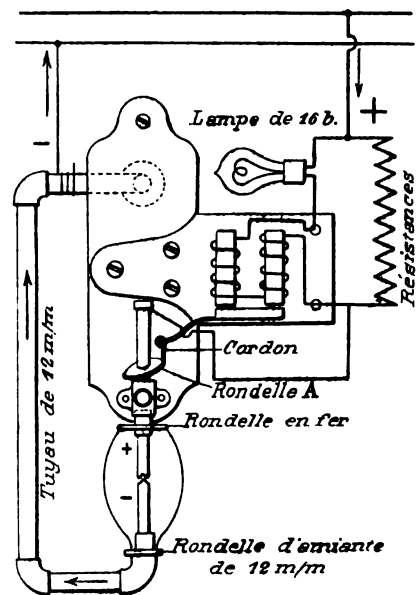 Lampe de 16 b.
+
-
Résistances
Cordon
Rondelle A
Rondelle en fer
Tuyau de 12 m/m
+
-
Rondelle d'amiante
de 12 m/m